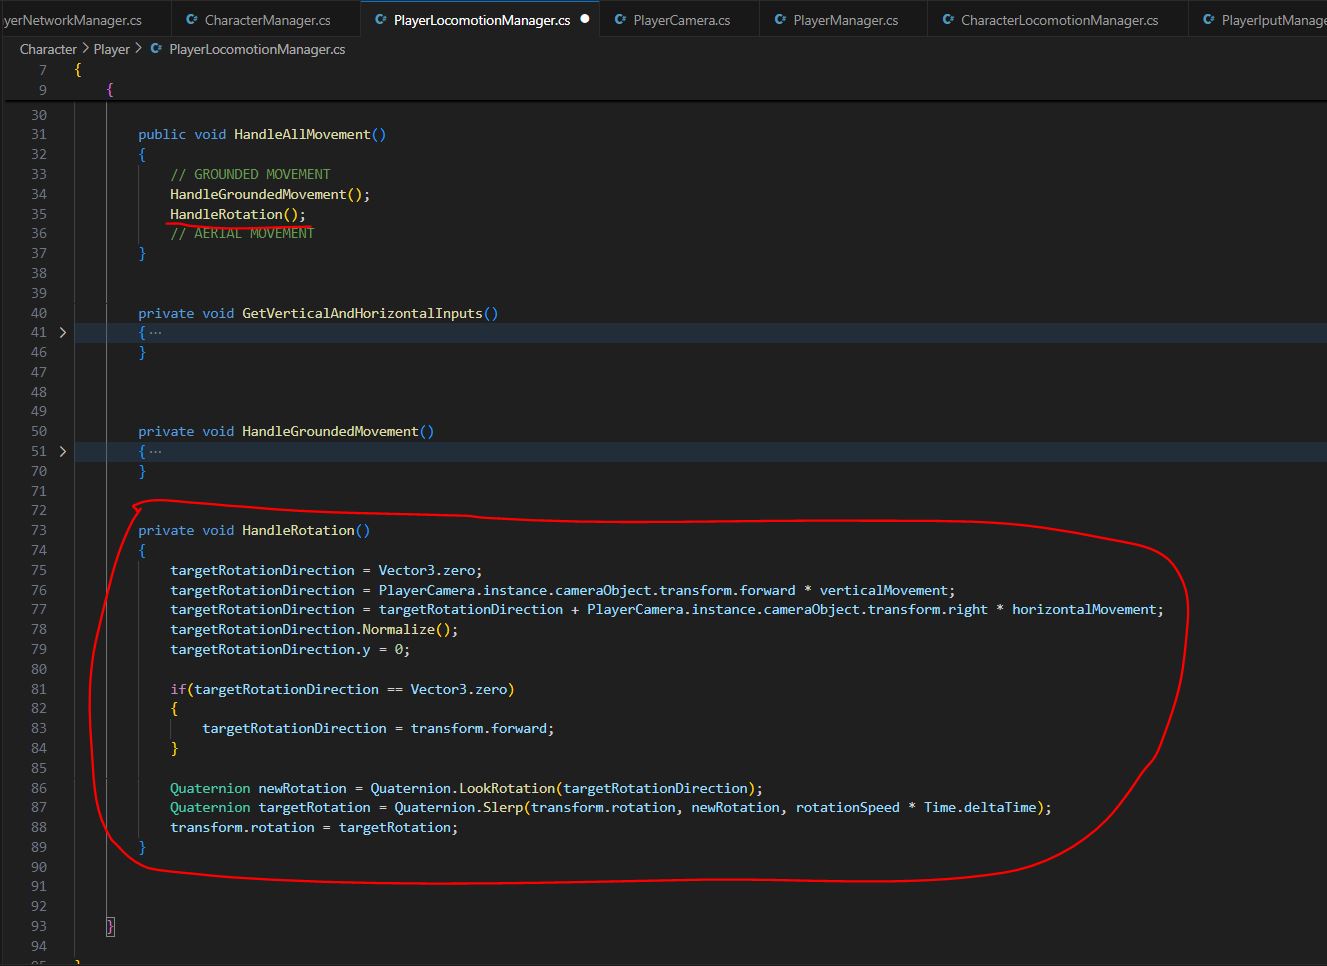 yerNetworkManager.cs
C# CharacterManager.cs
C# PlayerLocomotionManager.cs
C# PlayerCamera.cs
C# PlayerManager.cs
C# CharacterLocomotionManager.cs
C# PlayerIputManage
Character > Player > C# PlayerLocomotionManager.cs
7 {
9 {
30
31 public void HandleAllMovement()
32 {
33 // GROUNDED MOVEMENT
34 HandleGroundedMovement();
35 HandleRotation();
36 // AERIAL MOVEMENT
37 }
38
39
40 private void GetVerticalAndHorizontalInputs()
41 { ...
46 }
47
48
49
50 private void HandleGroundedMovement()
51 { ...
70 }
71
72
73 private void HandleRotation()
74 {
75 targetRotationDirection = Vector3.zero;
76 targetRotationDirection = PlayerCamera.instance.cameraObject.transform.forward * verticalMovement;
77 targetRotationDirection = targetRotationDirection + PlayerCamera.instance.cameraObject.transform.right * horizontalMovement;
78 targetRotationDirection.Normalize();
79 targetRotationDirection.y = 0;
80
81 if(targetRotationDirection == Vector3.zero)
82 {
83 targetRotationDirection = transform.forward;
84 }
85
86 Quaternion newRotation = Quaternion.LookRotation(targetRotationDirection);
87 Quaternion targetRotation = Quaternion.Slerp(transform.rotation, newRotation, rotationSpeed * Time.deltaTime);
88 transform.rotation = targetRotation;
89 }
90
91
92
93 }
94